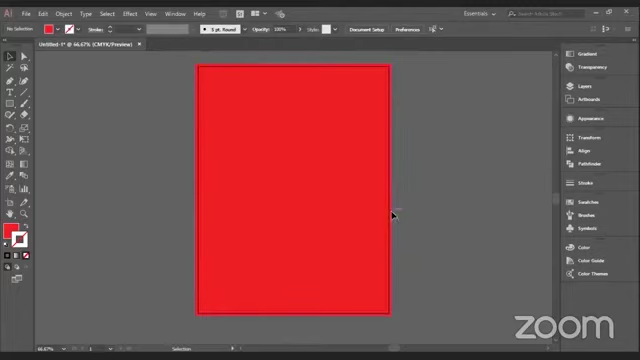 Ai File Edit Object Type Select Effect View Window Help Br Essentials
No Selection Stroke: 5 pt. Round Opacity: 100% Style: Document Setup Preferences
Untitled-1* @ 66.67% (CMYK/Preview) ×
Gradient
Transparency
Layers
Artboards
Appearance
Transform
Align
Pathfinder
Stroke
Swatches
Brushes
Symbols
Color
Color Guide
Color Themes
zoom
66.67% 1 Selection